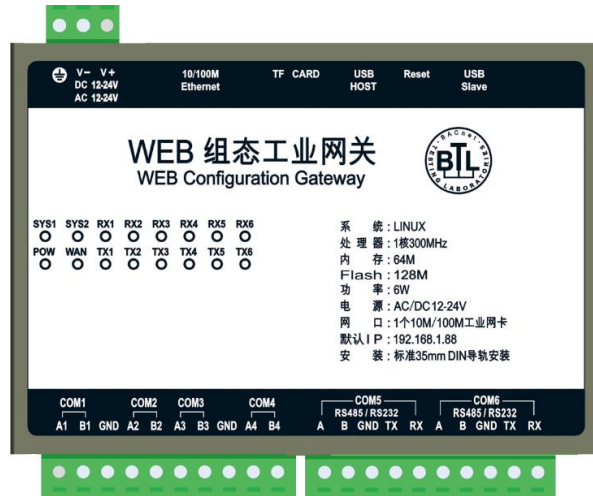 V- V+
DC 12-24V
AC 12-24V
10/100M
Ethernet
TF CARD
USB
HOST
Reset
USB
Slave
WEB 组态工业网关
WEB Configuration Gateway
BACnet
TESTING LABORATORIES
BTL
SYS1 SYS2 RX1 RX2 RX3 RX4 RX5 RX6
POW WAN TX1 TX2 TX3 TX4 TX5 TX6
系 统 : LINUX
处 理 器 : 1核300MHz
内 存 : 64M
Flash : 128M
功 率 : 6W
电 源 : AC/DC12-24V
网 口 : 1个10M/100M工业网卡
默认IP : 192.168.1.88
安 装 : 标准35mm DIN导轨安装
COM1 COM2 COM3 COM4 COM5 COM6
RS485/RS232 RS485/RS232
A1 B1 GND A2 B2 A3 B3 GND A4 B4 A B GND TX RX A B GND TX RX